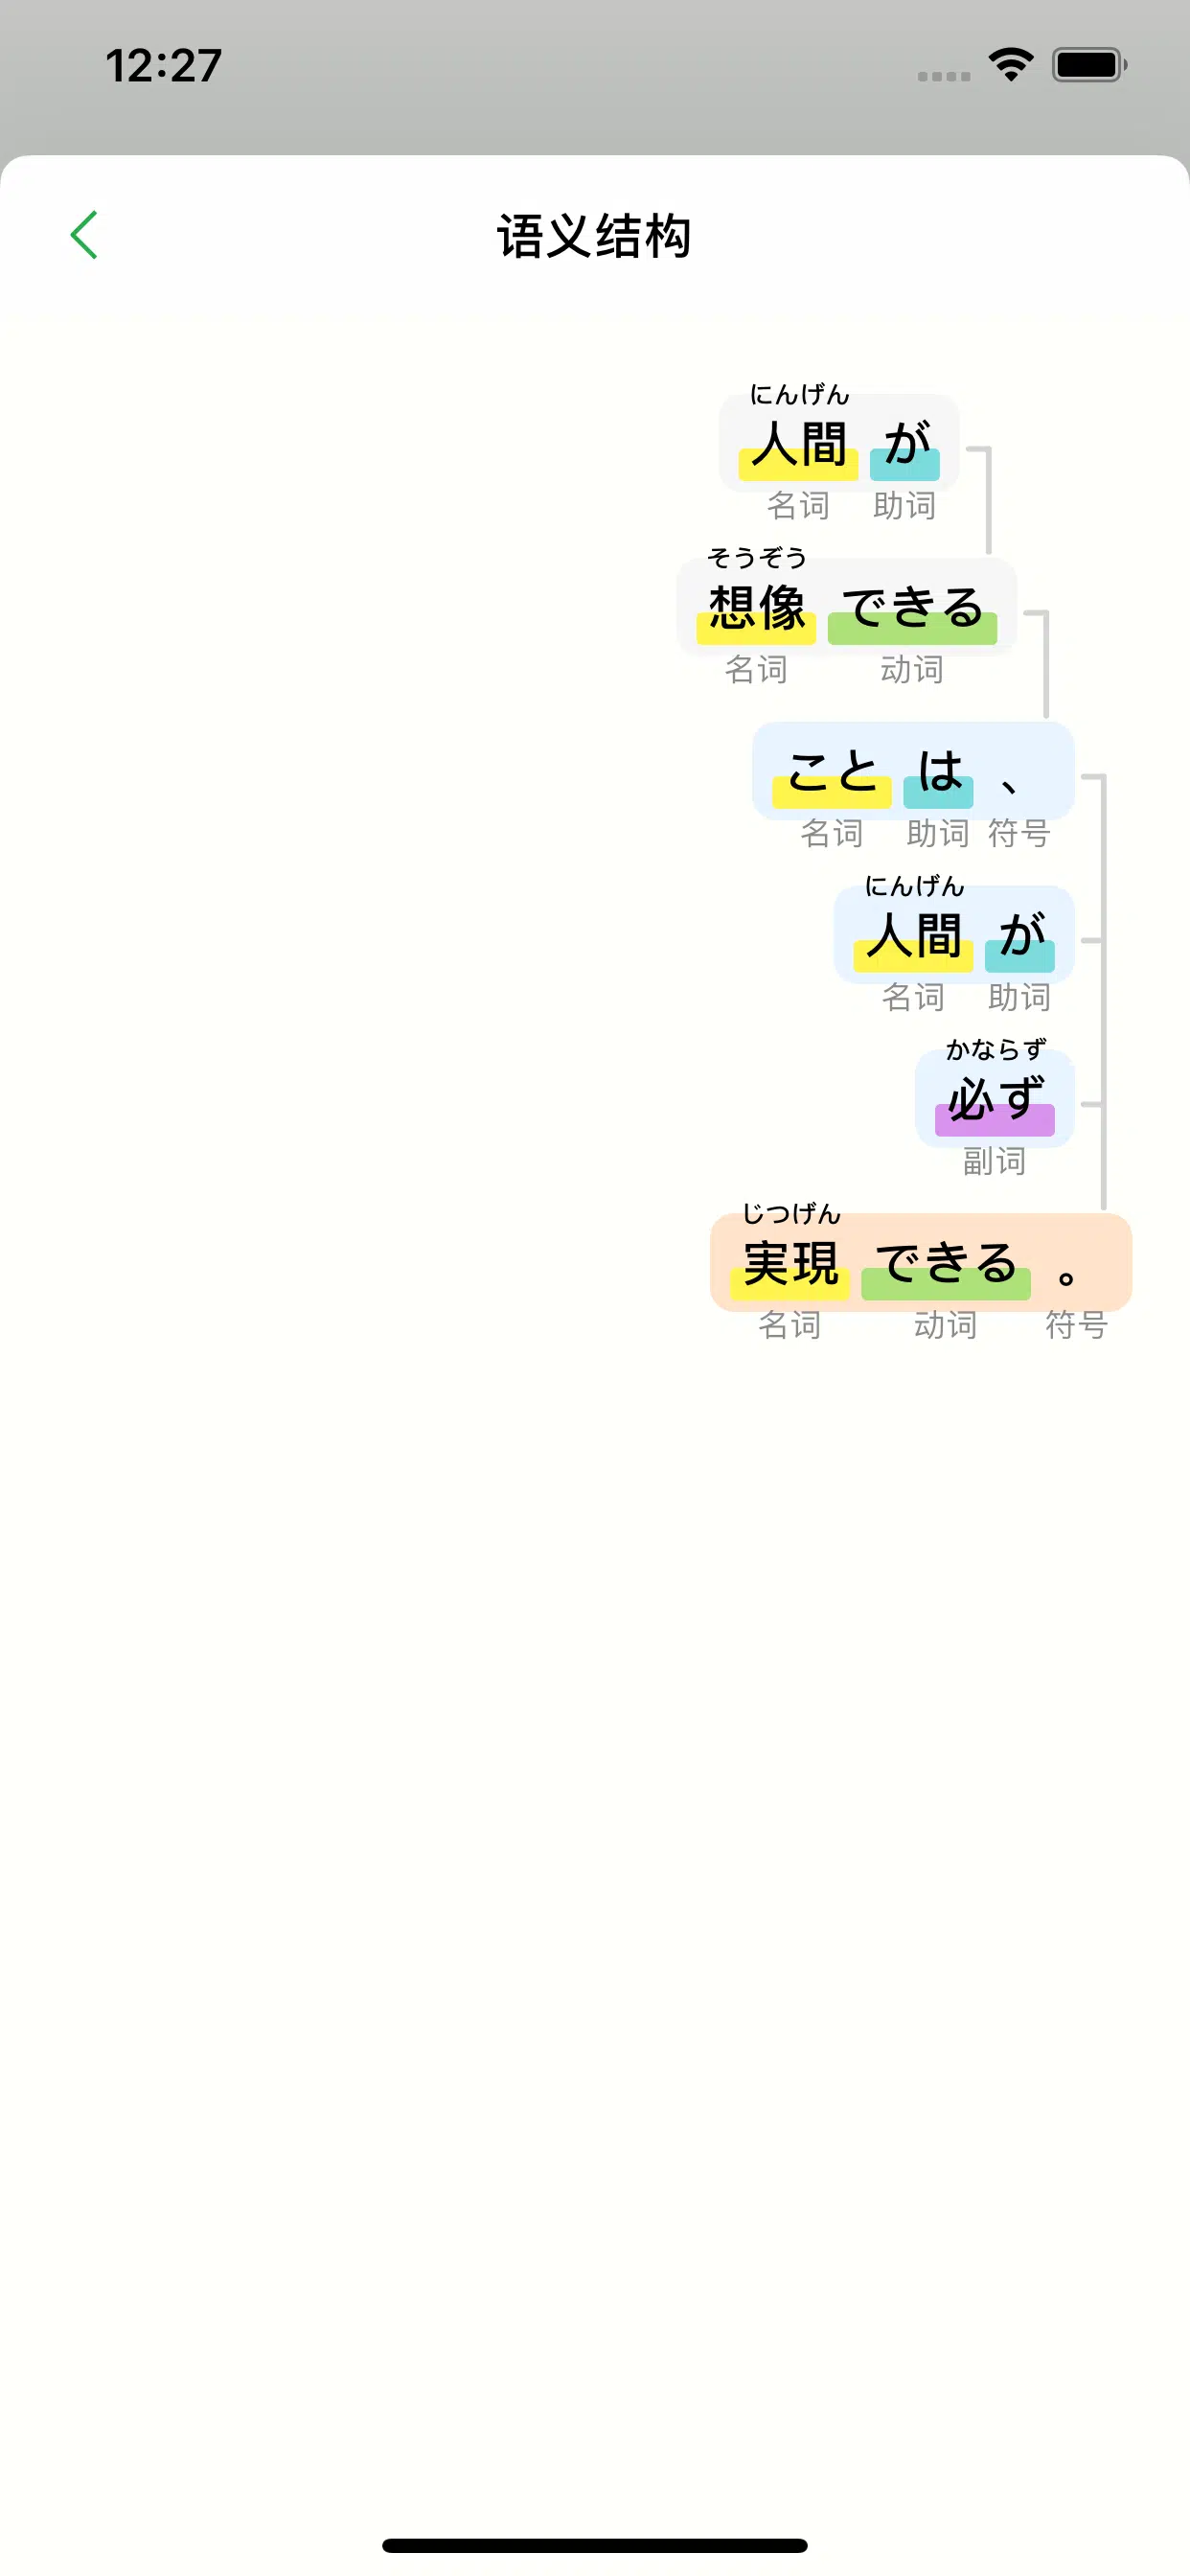 12:27
语义结构
にんげん
人間 が
名词 助词
そうぞう
想像 できる
名词 动词
こと は 、
名词 助词 符号
にんげん
人間 が
名词 助词
かならず
必ず
副词
じつげん
実現 できる 。
名词 动词 符号